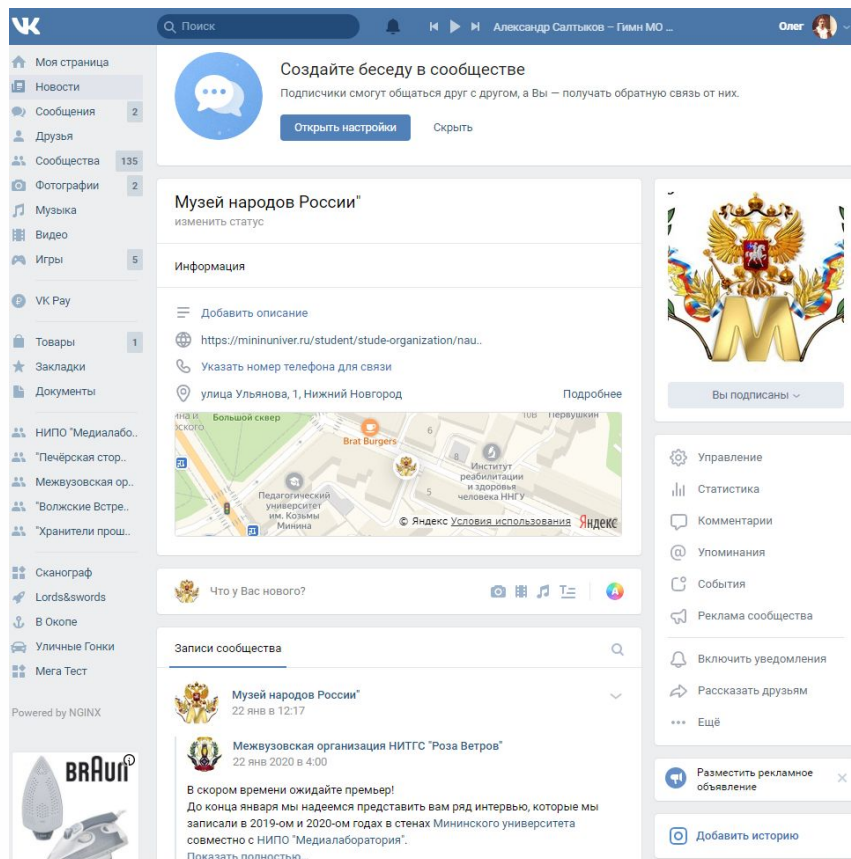 Поиск
Александр Салтыков – Гимн МО ...
Олег
Моя страница
Новости
Сообщения 2
Друзья
Сообщества 135
Фотографии 2
Музыка
Видео
Игры 5
VK Pay
Товары 1
Закладки
Документы
НИПО "Медиалабо..
"Печёрская стор..
Межвузовская ор..
"Волжские Встре..
"Хранители прош..
Сканограф
Lords&swords
В Окопе
Уличные Гонки
Мега Тест
Powered by NGINX
BRAUN
Создайте беседу в сообществе
Подписчики смогут общаться друг с другом, а Вы — получать обратную связь от них.
Открыть настройки Скрыть
Музей народов России"
изменить статус
Информация
Добавить описание
https://mininuniver.ru/student/stude-organization/nau..
Указать номер телефона для связи
улица Ульянова, 1, Нижний Новгород Подробнее
Большой сквер
10В Первушкин
Brat Burgers
6
8
5
Институт
реабилитации
и здоровья
человека ННГУ
Педагогический
университет
им. Козьмы
Минина
© Яндекс Условия использования Яндекс
Что у Вас нового?
Записи сообщества
Музей народов России"
22 янв в 12:17
Межвузовская организация НИТГС "Роза Ветров"
22 янв 2020 в 4:00
В скором времени ожидайте премьер!
До конца января мы надеемся представить вам ряд интервью, которые мы
записали в 2019-ом и 2020-ом годах в стенах Мининского университета
совместно с НИПО "Медиалаборатория".
Показать полностью..
М
Вы подписаны
Управление
Статистика
Комментарии
Упоминания
События
Реклама сообщества
Включить уведомления
Рассказать друзьям
Ещё
Разместить рекламное
объявление
Добавить историю